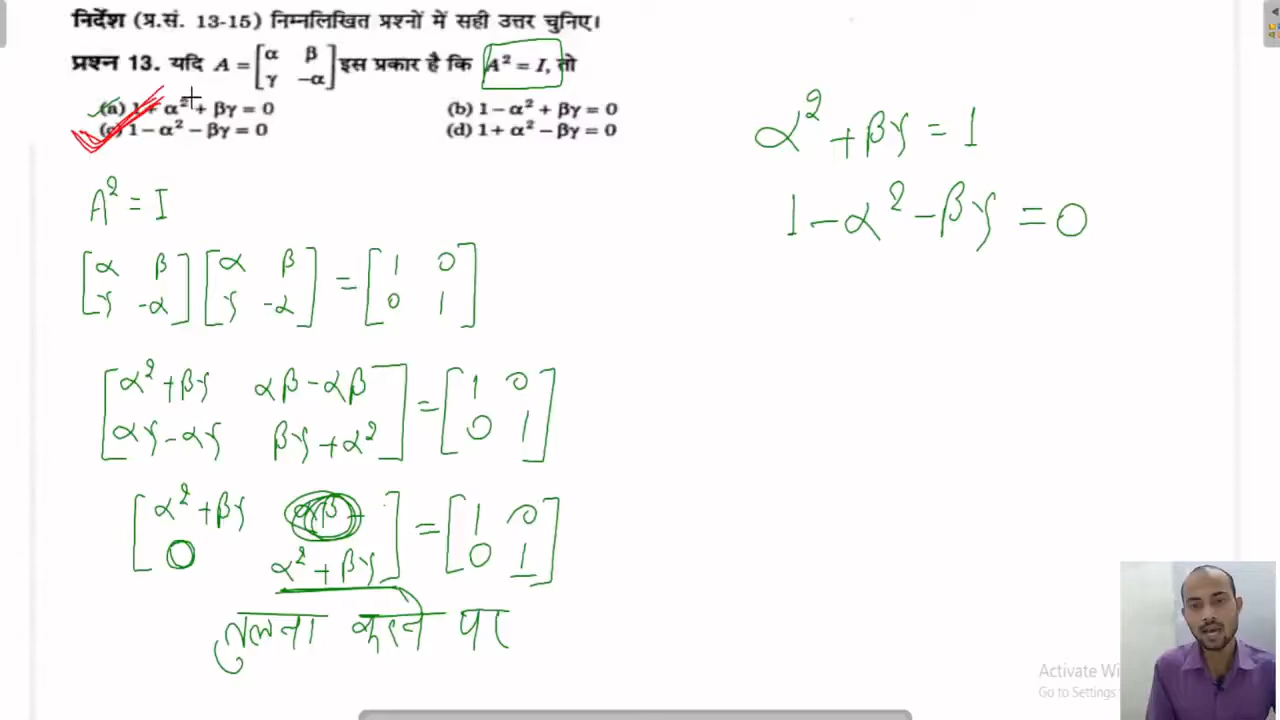 निर्देश (प्र.सं. 13-15) निम्नलिखित प्रश्नों में सही उत्तर चुनिए।
प्रश्न 13. यदि A = [α β γ -α] इस प्रकार है कि A² = I, तो
(a) 1 + α² + βγ = 0 (b) 1 - α² + βγ = 0
(c) 1 - α² - βγ = 0 (d) 1 + α² - βγ = 0
A² = I
[α β γ -α] [α β γ -α] = [1 0 0 1]
[α² + βγ αβ - αβ αγ - αγ βγ + α²] = [1 0 0 1]
[α² + βγ 0 α² + βγ] = [1 0 0 1]
तुलना करने पर
α² + βγ = 1
1 - α² - βγ = 0
Activate Wi
Go to Settings